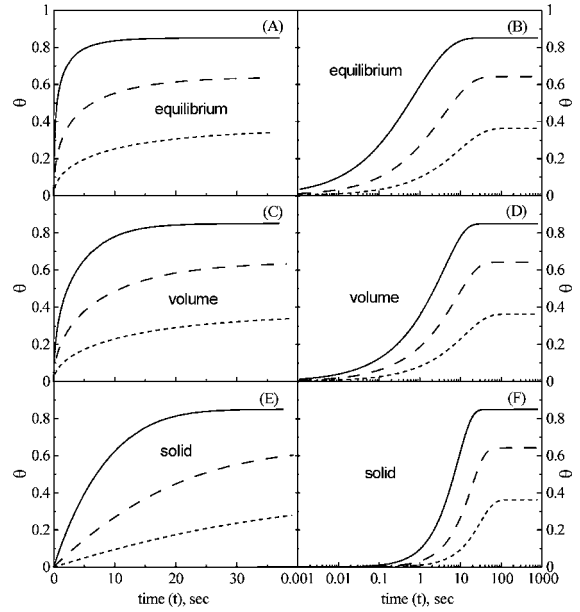 (A) (B)
1 1
0.8 0.8
0.6 equilibrium equilibrium 0.6
θ θ
0.4 0.4
0.2 0.2
0 0
(C) (D)
0.8 0.8
0.6 0.6
θ volume volume θ
0.4 0.4
0.2 0.2
0 0
(E) (F)
0.8 0.8
0.6 solid solid 0.6
θ θ
0.4 0.4
0.2 0.2
0 0
0 10 20 30 0.001 0.01 0.1 1 10 100 1000
time (t), sec time (t), sec